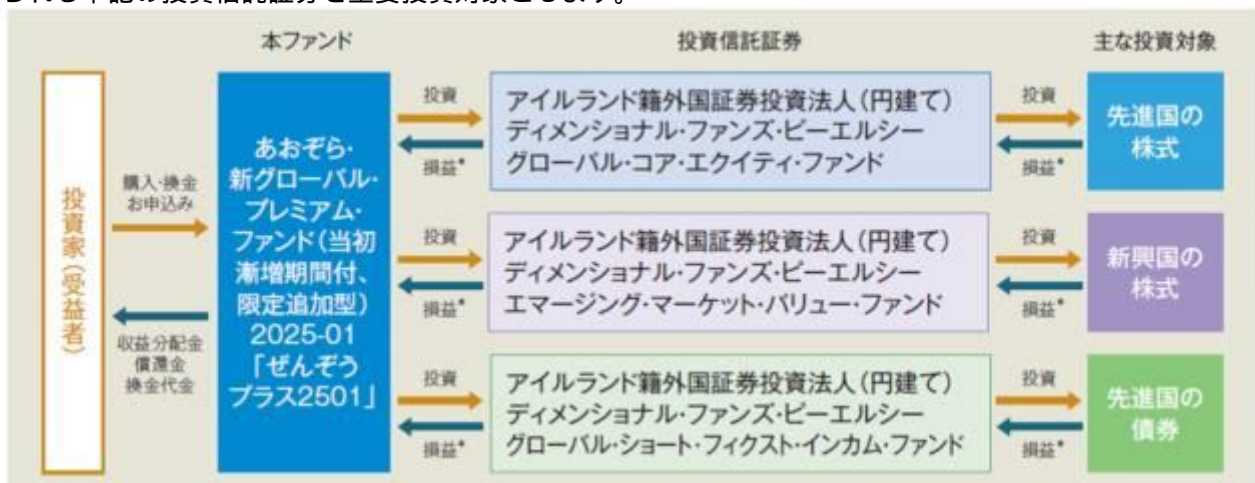 られる下記の投資信託証券を主要投資対象とします。
本ファンド
投資信託証券
主な投資対象
投資家(受益者)
購入・換金
お申込み
収益分配金
償還金
換金代金
あおぞら・
新グローバル・
プレミアム・
ファンド(当初
漸増期間付、
限定追加型)
2025-01
「ぜんぞう
プラス2501」
投資
損益*
アイルランド籍外国証券投資法人(円建て)
ディメンショナル・ファンズ・ピーエルシー
グローバル・コア・エクイティ・ファンド
投資
損益*
先進国の
株式
投資
損益*
アイルランド籍外国証券投資法人(円建て)
ディメンショナル・ファンズ・ピーエルシー
エマージング・マーケット・バリュー・ファンド
投資
損益*
新興国の
株式
投資
損益*
アイルランド籍外国証券投資法人(円建て)
ディメンショナル・ファンズ・ピーエルシー
グローバル・ショート・フィクスト・インカム・ファンド
投資
損益*
先進国の
債券